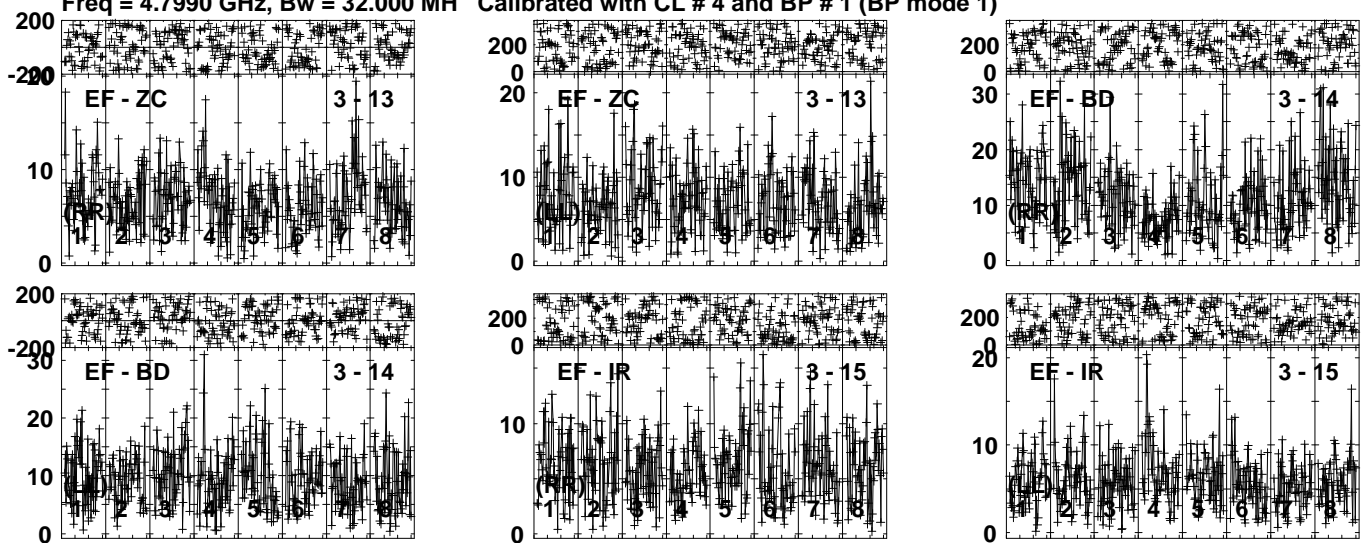 Freq = 4.7990 GHz, Bw = 32.000 MH Calibrated with CL # 4 and BP # 1 (BP mode 1)
200
-200
20
10
0
EF - ZC 3 - 13
(RR)
1 2 3 4 5 6 7 8
200
0
20
10
0
EF - ZC 3 - 13
(LL)
1 2 3 4 5 6 7 8
200
0
30
20
10
0
EF - BD 3 - 14
(RR)
1 2 3 4 5 6 7 8
200
-200
30
20
10
0
EF - BD 3 - 14
(LL)
1 2 3 4 5 6 7 8
200
0
10
0
EF - IR 3 - 15
(RR)
1 2 3 4 5 6 7 8
200
0
20
10
0
EF - IR 3 - 15
(LL)
1 2 3 4 5 6 7 8